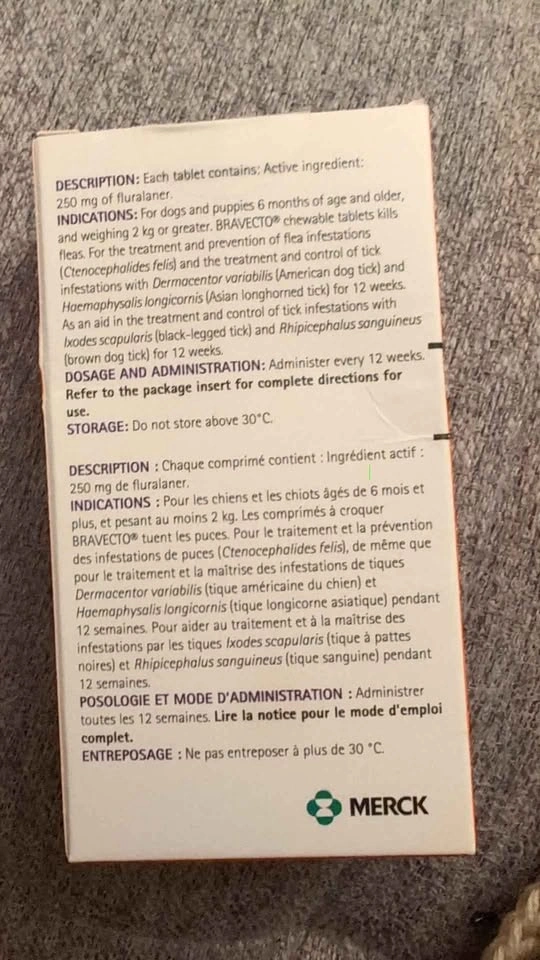 DESCRIPTION: Each tablet contains: Active ingredient:
250 mg of fluralaner.
INDICATIONS: For dogs and puppies 6 months of age and older,
and weighing 2 kg or greater. BRAVECTO® chewable tablets kills
fleas. For the treatment and prevention of flea infestations
(Ctenocephalides felis) and the treatment and control of tick
infestations with Dermacentor variabilis (American dog tick) and
Haemaphysalis longicornis (Asian longhorned tick) for 12 weeks.
As an aid in the treatment and control of tick infestations with
Ixodes scapularis (black-legged tick) and Rhipicephalus sanguineus
(brown dog tick) for 12 weeks.
DOSAGE AND ADMINISTRATION: Administer every 12 weeks.
Refer to the package insert for complete directions for
use.
STORAGE: Do not store above 30°C.
DESCRIPTION : Chaque comprimé contient : Ingrédient actif :
250 mg de fluralaner.
INDICATIONS : Pour les chiens et les chiots âgés de 6 mois et
plus, et pesant au moins 2 kg. Les comprimés à croquer
BRAVECTO® tuent les puces. Pour le traitement et la prévention
des infestations de puces (Ctenocephalides felis), de même que
pour le traitement et la maîtrise des infestations de tiques
Dermacentor variabilis (tique américaine du chien) et
Haemaphysalis longicornis (tique longicorne asiatique) pendant
12 semaines. Pour aider au traitement et à la maîtrise des
infestations par les tiques Ixodes scapularis (tique à pattes
noires) et Rhipicephalus sanguineus (tique sanguine) pendant
12 semaines.
POSOLOGIE ET MODE D'ADMINISTRATION : Administrer
toutes les 12 semaines. Lire la notice pour le mode d'emploi
complet.
ENTREPOSAGE : Ne pas entreposer à plus de 30 °C.
MERCK